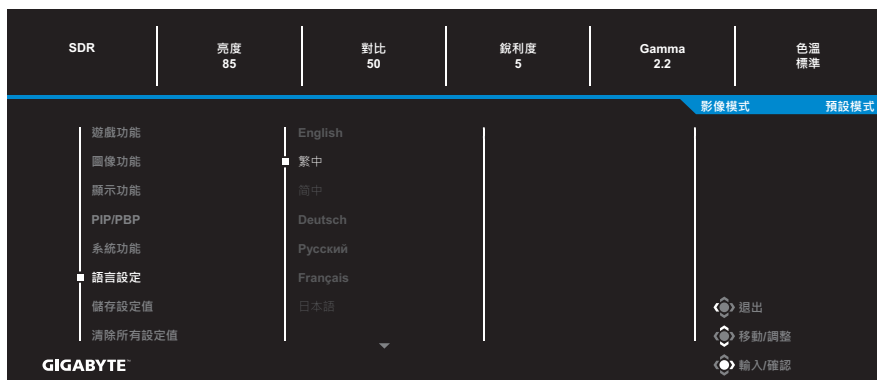 SDR
亮度
85
對比
50
銳利度
5
Gamma
2.2
色溫
標準
影像模式
預設模式
遊戲功能
圖像功能
顯示功能
PIP/PBP
系統功能
語言設定
儲存設定值
清除所有設定值
English
繁中
简中
Deutsch
Русский
Français
日本語
退出
移動/調整
輸入/確認
GIGABYTE™